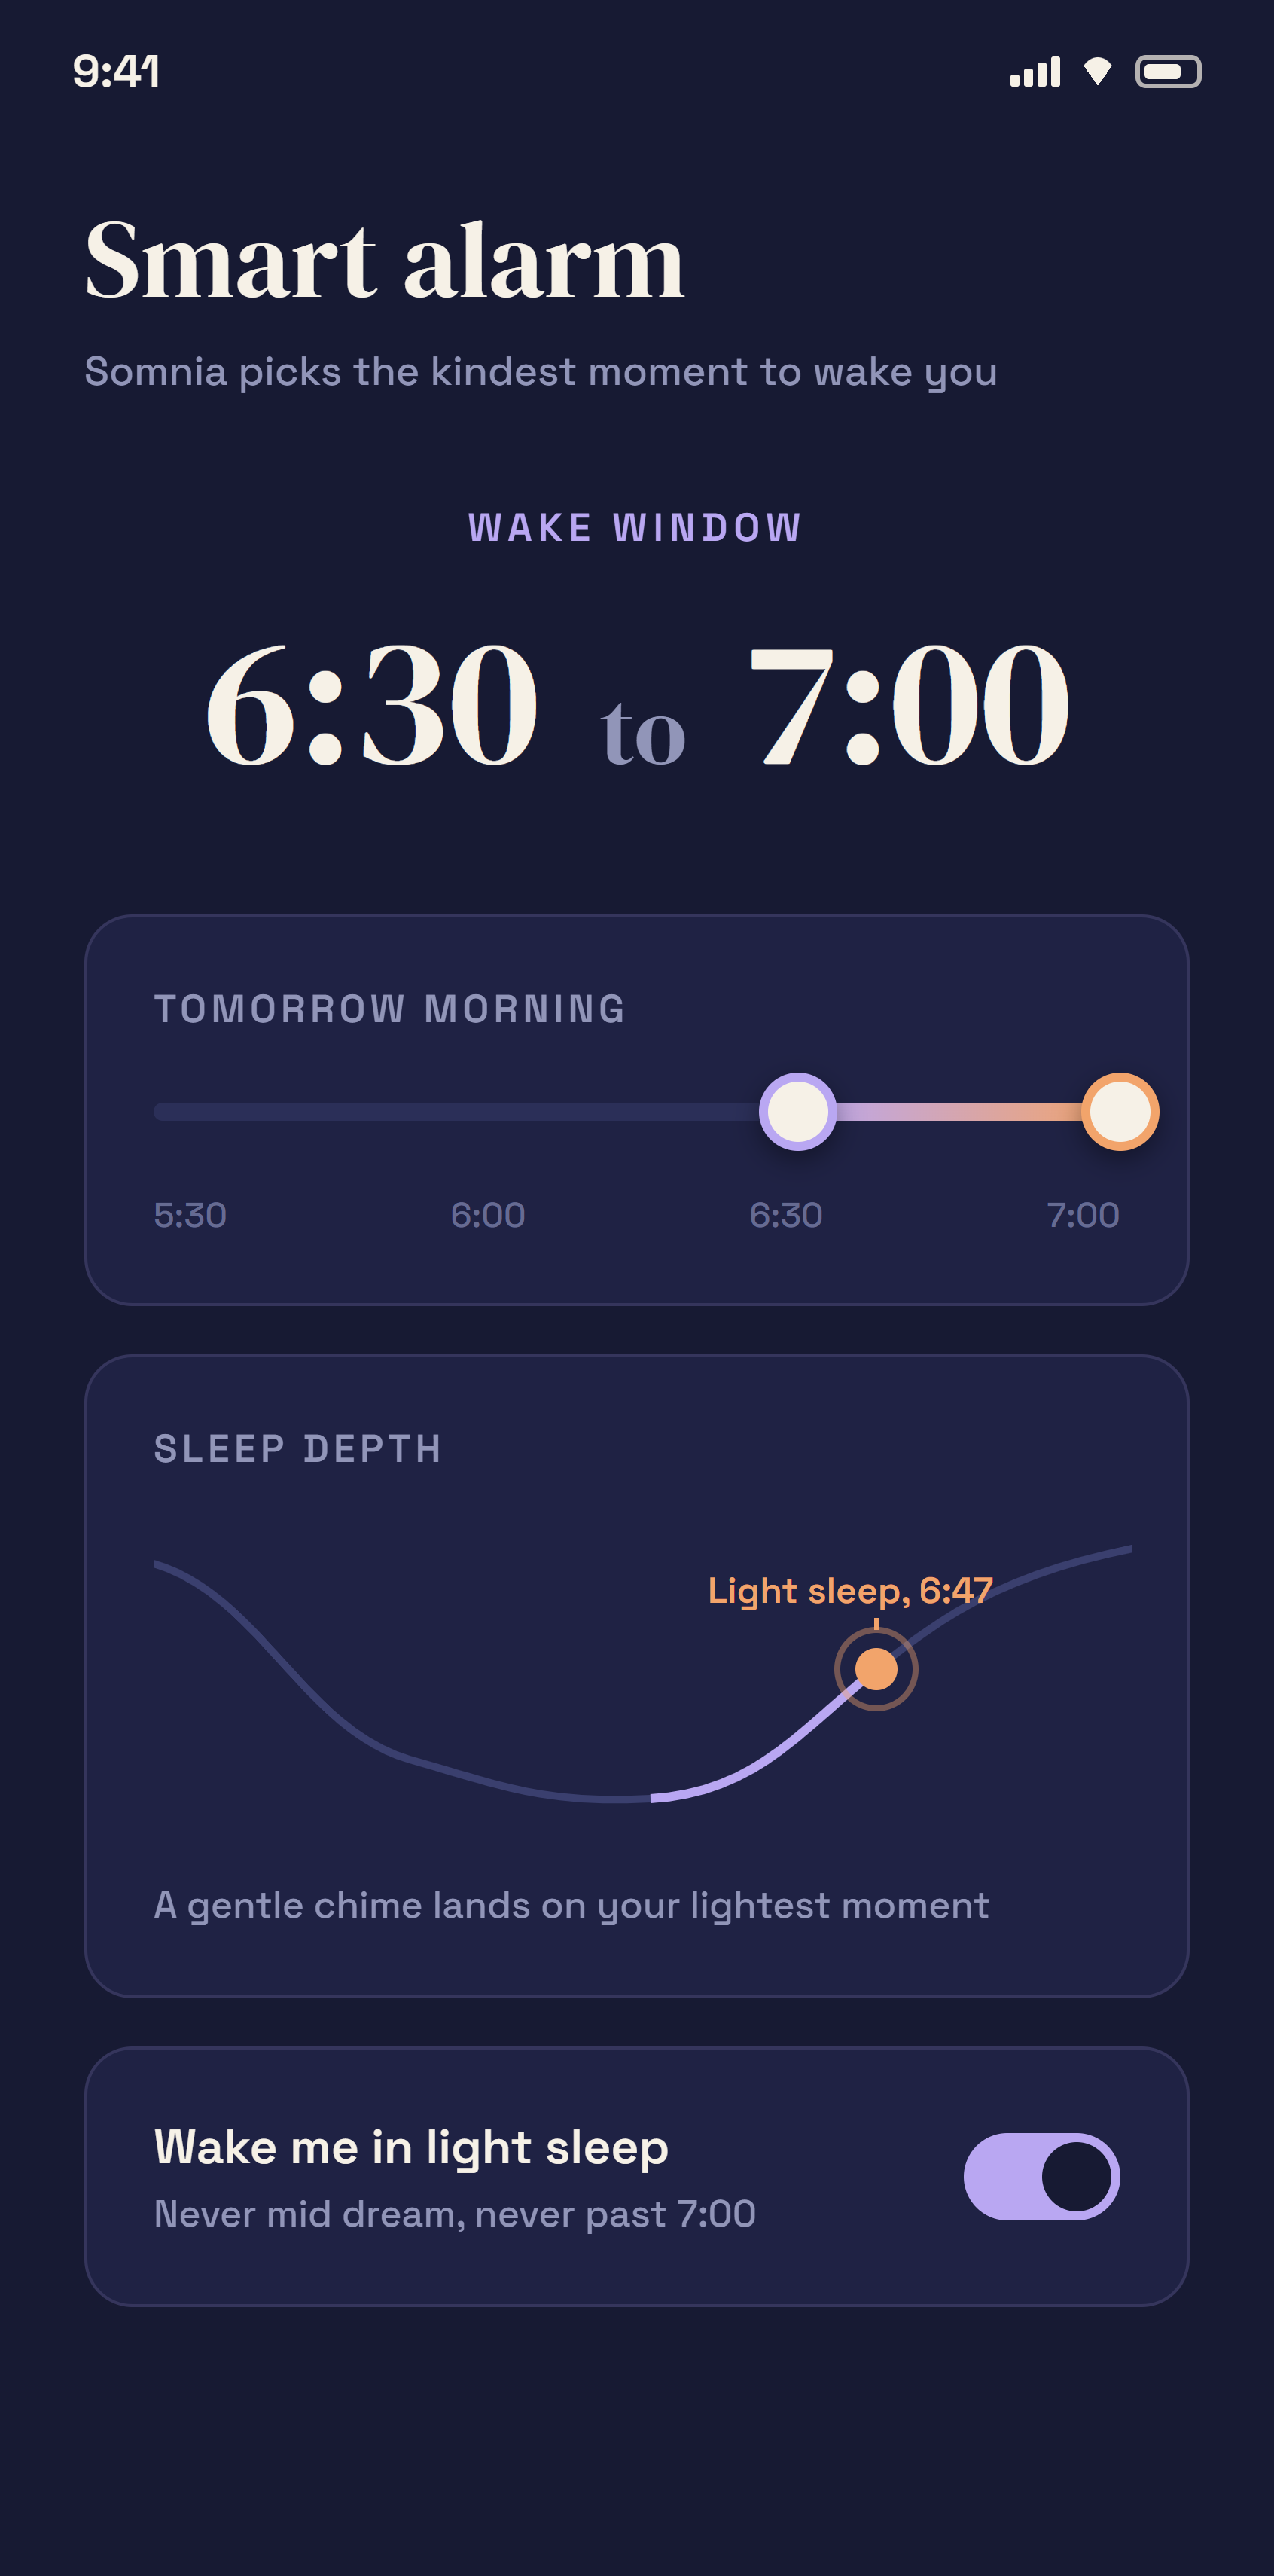 9:41
Smart alarm
Somnia picks the kindest moment to wake you
WAKE WINDOW
6:30 to 7:00
TOMORROW MORNING
5:30 6:00 6:30 7:00
SLEEP DEPTH
Light sleep, 6:47
A gentle chime lands on your lightest moment
Wake me in light sleep
Never mid dream, never past 7:00